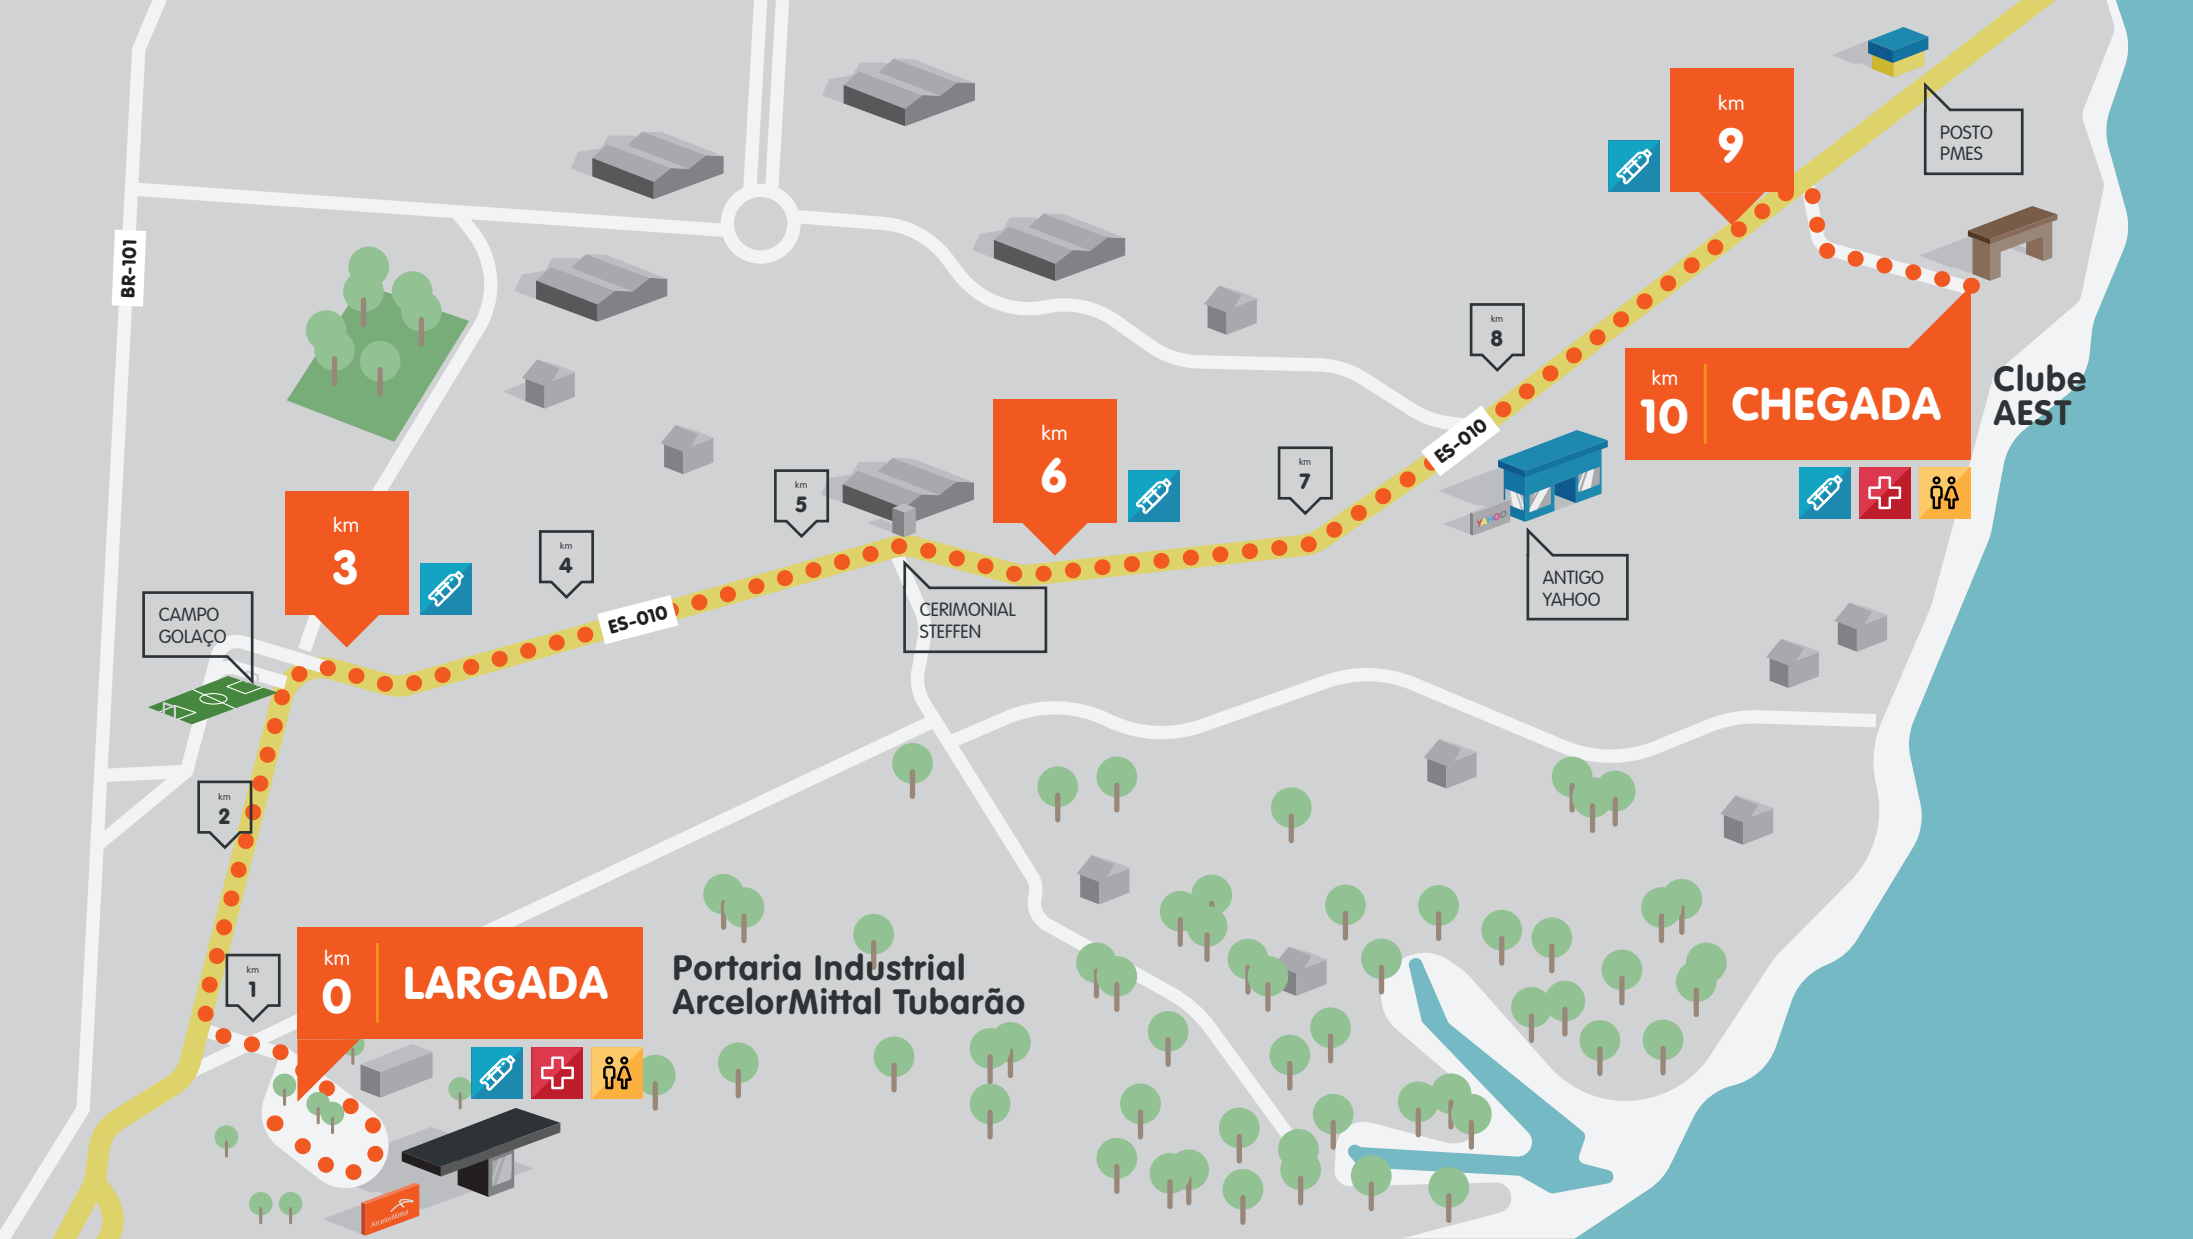 km
9
POSTO
PMES
BR-101
km
8
km
10
CHEGADA
Clube
AEST
km
6
ES-010
km
7
km
5
YAHOO
km
3
km
4
ANTIGO
YAHOO
CAMPO
GOLAÇO
ES-010
CERIMONIAL
STEFFEN
km
2
km
0
LARGADA
Portaria Industrial
ArcelorMittal Tubarão
km
1
ArcelorMittal